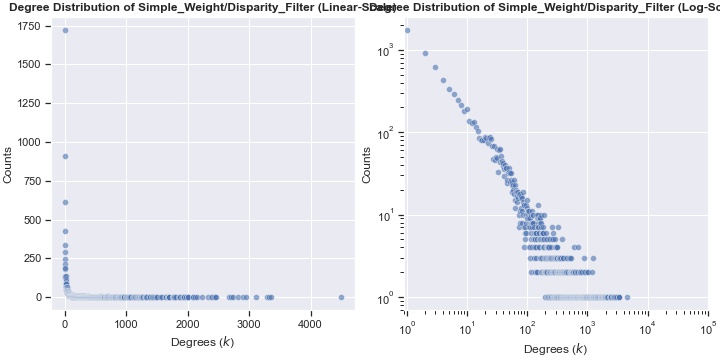 Degree Distribution of Simple_Weight/Disparity_Filter (Linear-Scale)
1750
1500
1250
1000
750
500
250
0
0 1000 2000 3000 4000
Counts
Degrees (k)
Degree Distribution of Simple_Weight/Disparity_Filter (Log-Sc
10³
10²
10¹
10⁰
10⁰ 10¹ 10² 10³ 10⁴ 10⁵
Counts
Degrees (k)